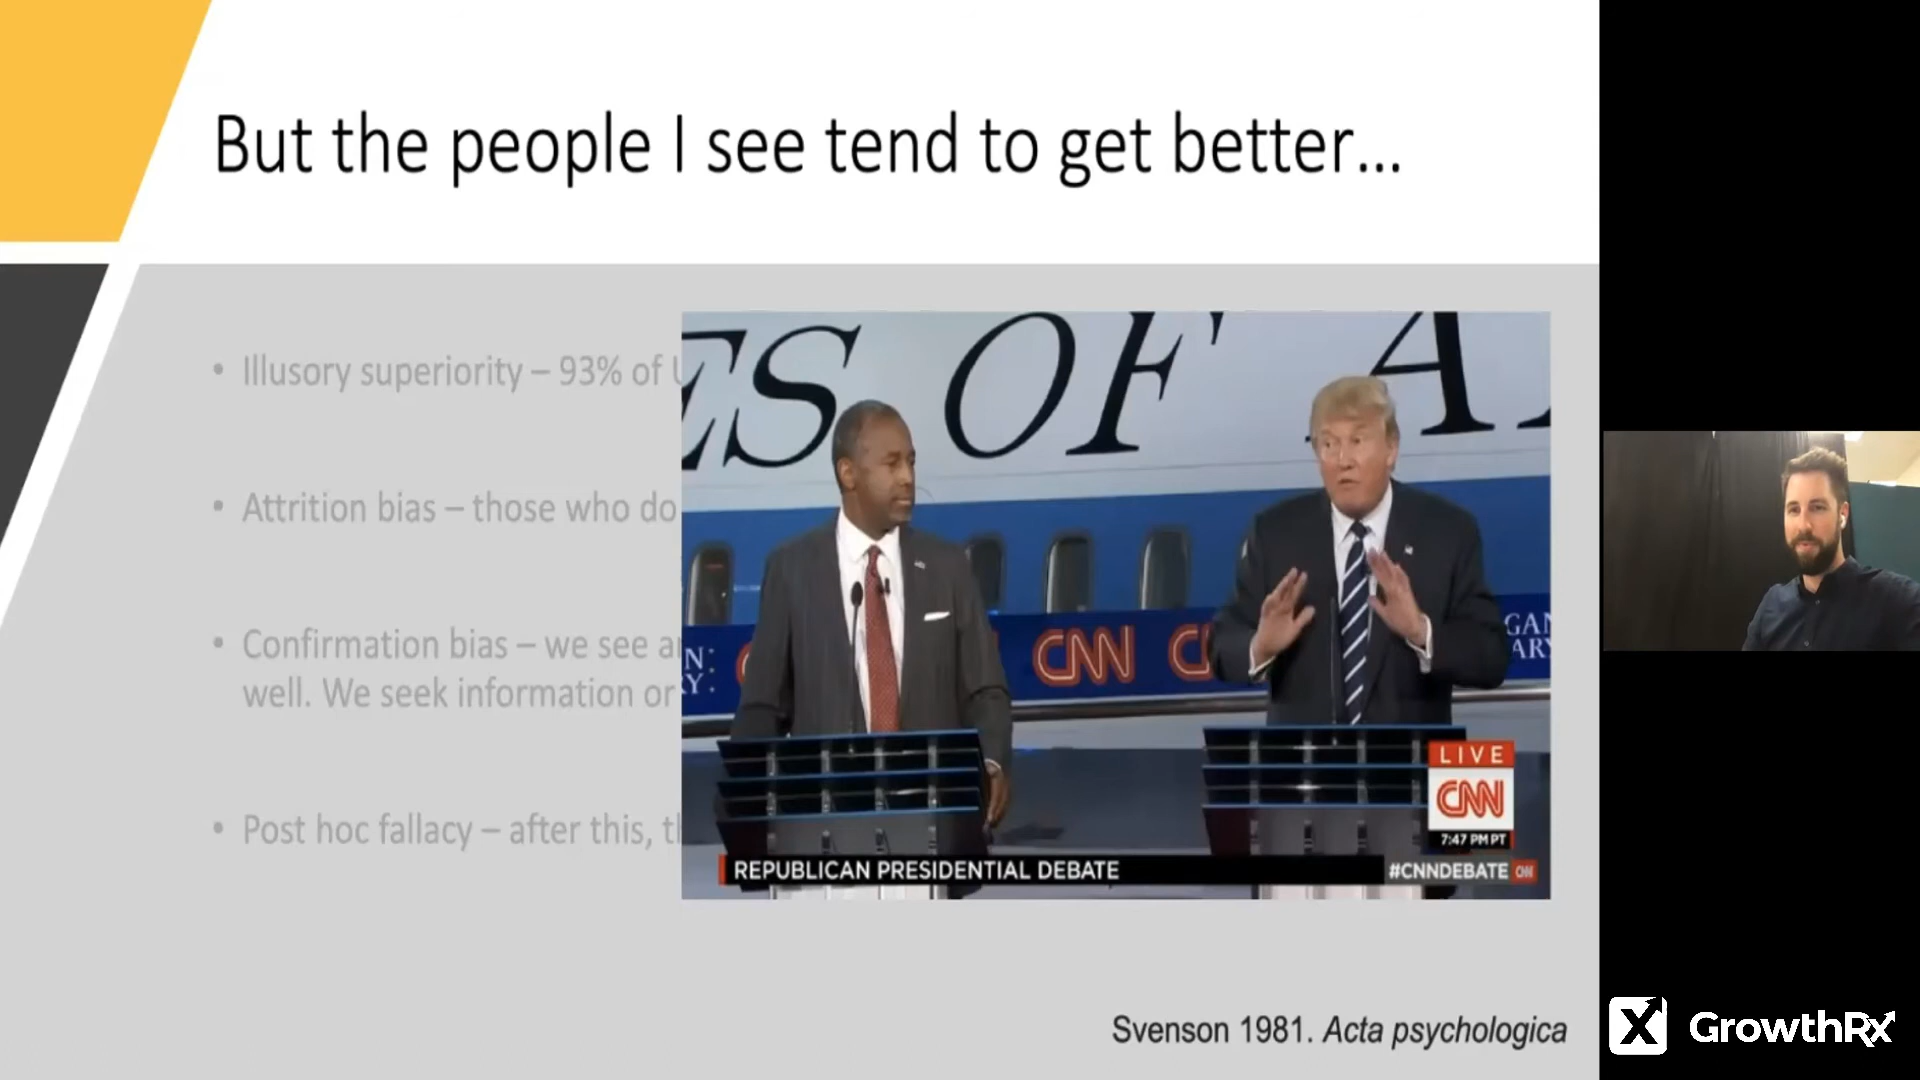 But the people I see tend to get better...
• Illusory superiority – 93% of
• Attrition bias – those who do
• Confirmation bias – we see
well. We seek information or
• Post hoc fallacy – after this,
ES OF A
CNN
LIVE
CNN
7:47 PM PT
REPUBLICAN PRESIDENTIAL DEBATE
#CNNDEBATE CNN
Svenson 1981. Acta psychologica
GrowthRx